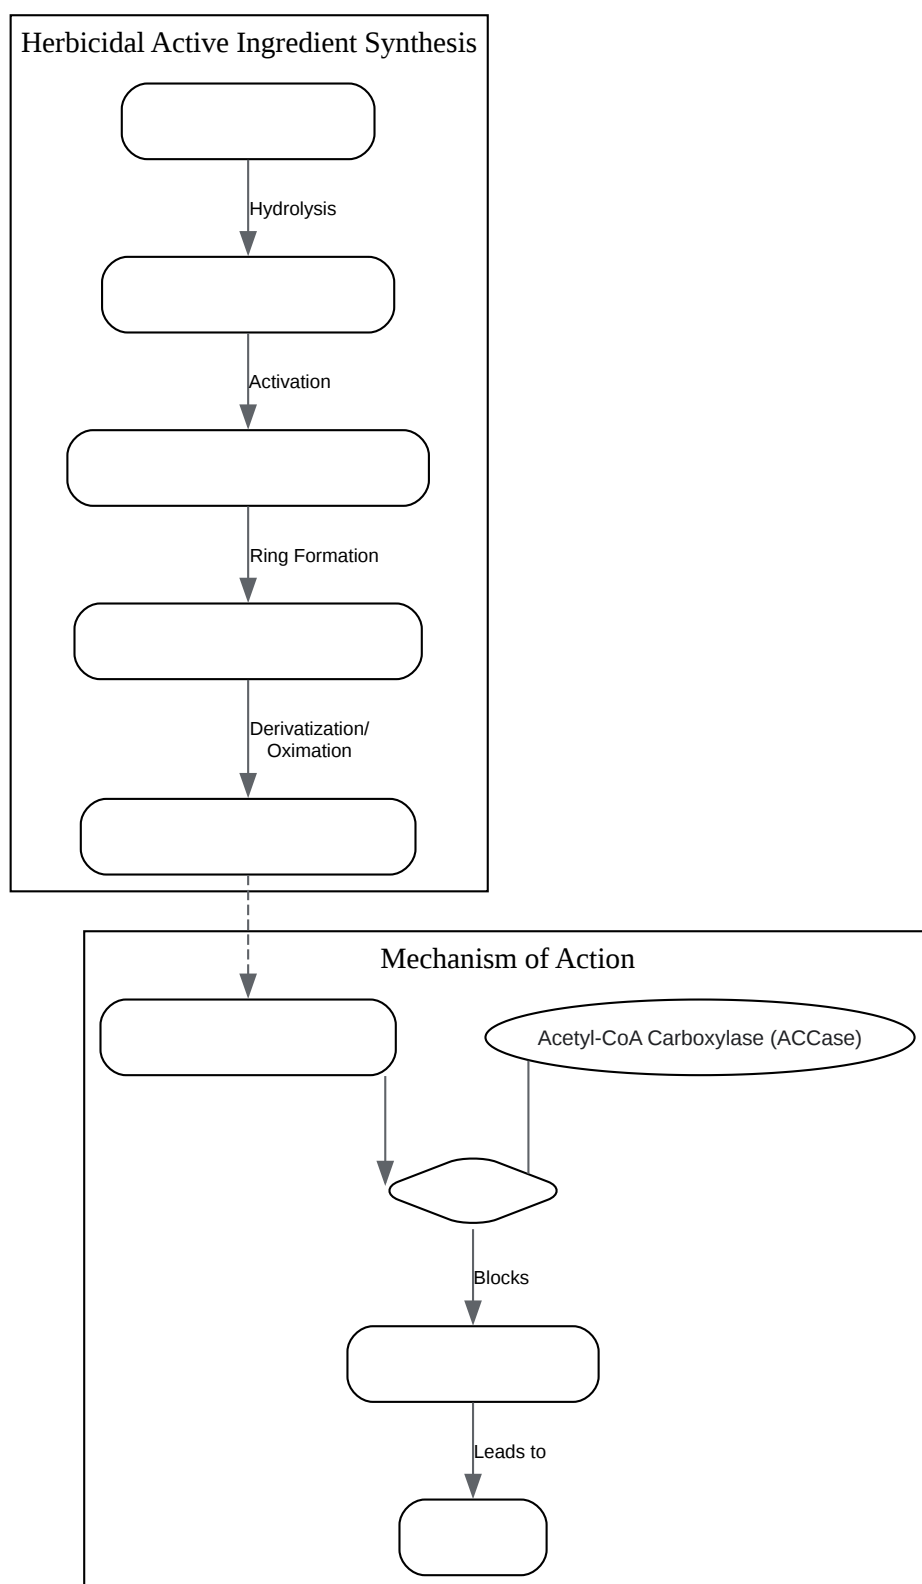 Herbicidal Active Ingredient Synthesis
Hydrolysis
Activation
Ring Formation
Derivatization/
Oximation
Mechanism of Action
Acetyl-CoA Carboxylase (ACCase)
Blocks
Leads to